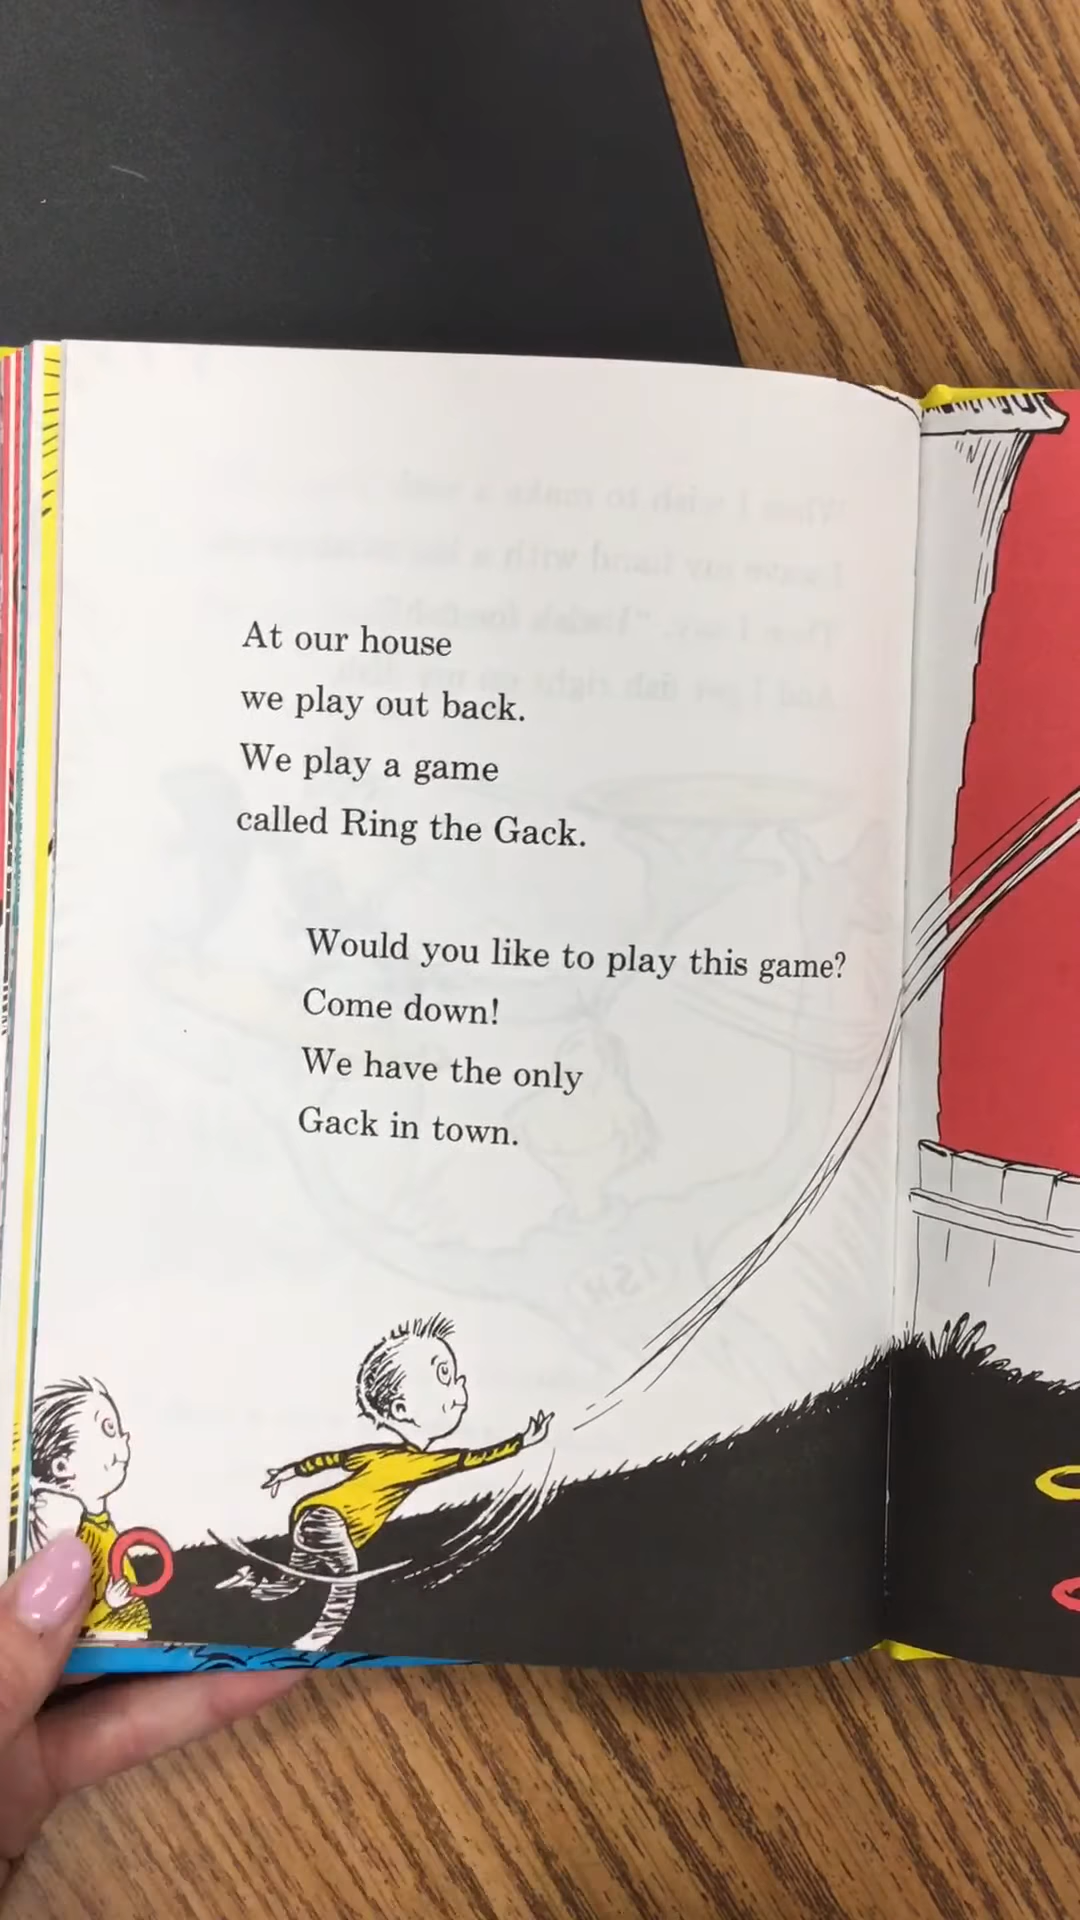 At our house
we play out back.
We play a game
called Ring the Gack.
Would you like to play this game?
Come down!
We have the only
Gack in town.